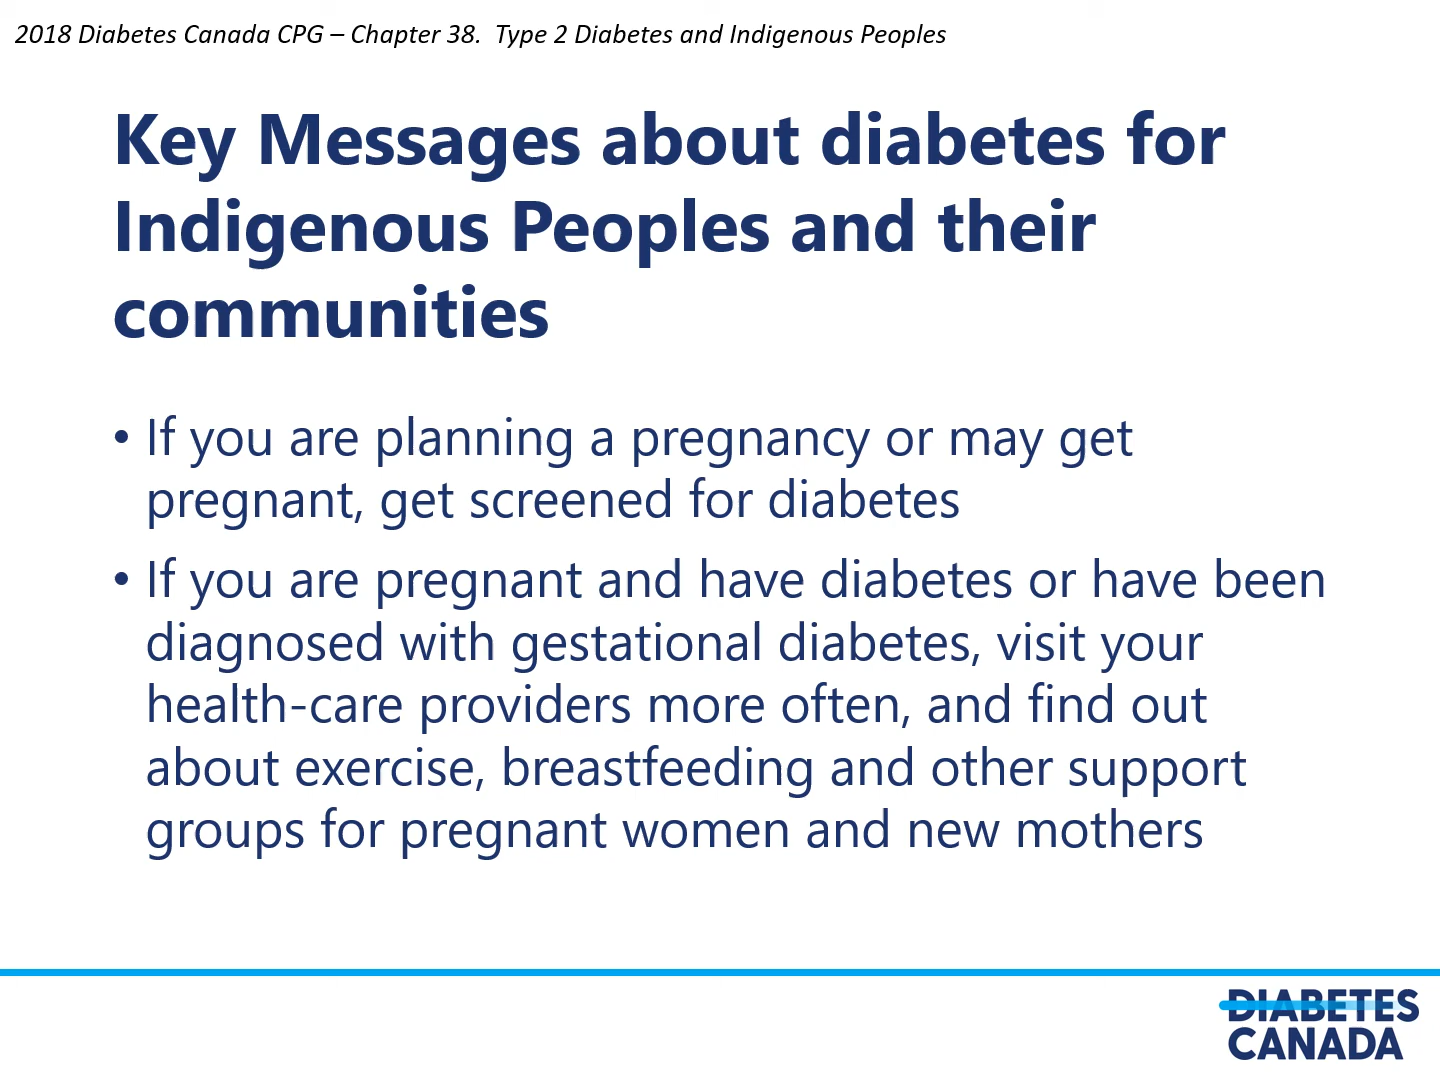 2018 Diabetes Canada CPG – Chapter 38.  Type 2 Diabetes and Indigenous Peoples
Key Messages about diabetes for
Indigenous Peoples and their
communities
• If you are planning a pregnancy or may get
pregnant, get screened for diabetes
• If you are pregnant and have diabetes or have been
diagnosed with gestational diabetes, visit your
health-care providers more often, and find out
about exercise, breastfeeding and other support
groups for pregnant women and new mothers
DIABETES
CANADA